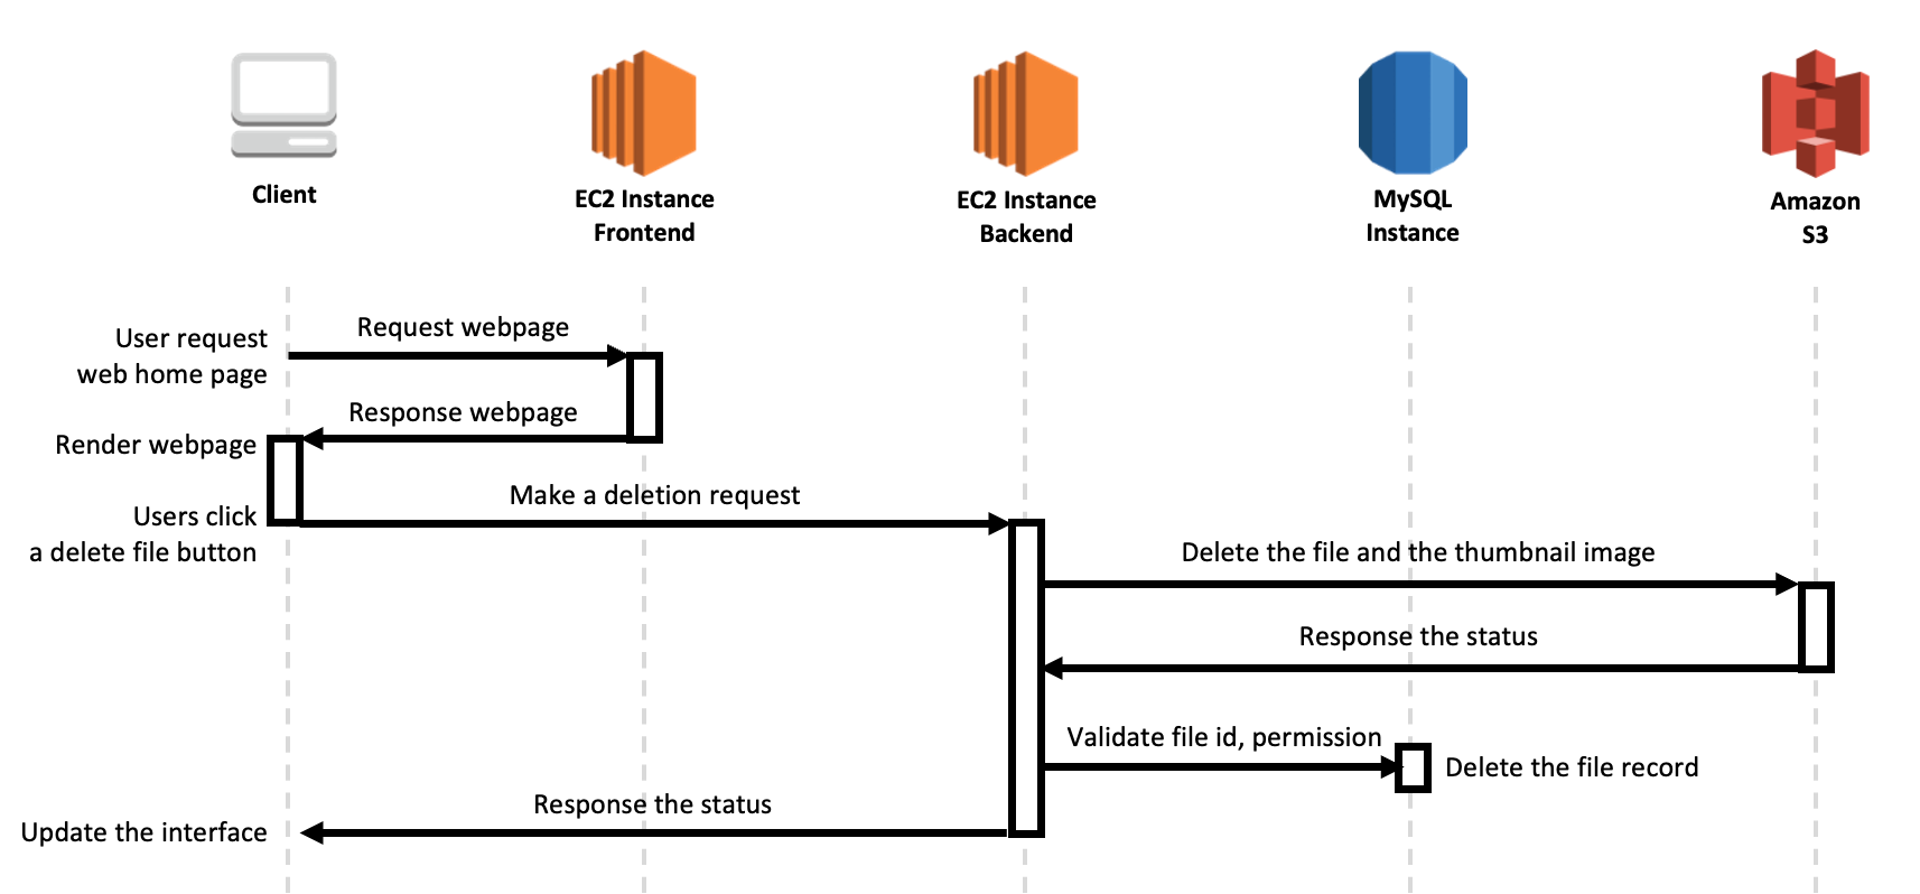 Client
EC2 Instance
Frontend
EC2 Instance
Backend
MySQL
Instance
Amazon
S3
User request
web home page
Request webpage
Response webpage
Render webpage
Make a deletion request
Users click
a delete file button
Delete the file and the thumbnail image
Response the status
Validate file id, permission
Delete the file record
Response the status
Update the interface